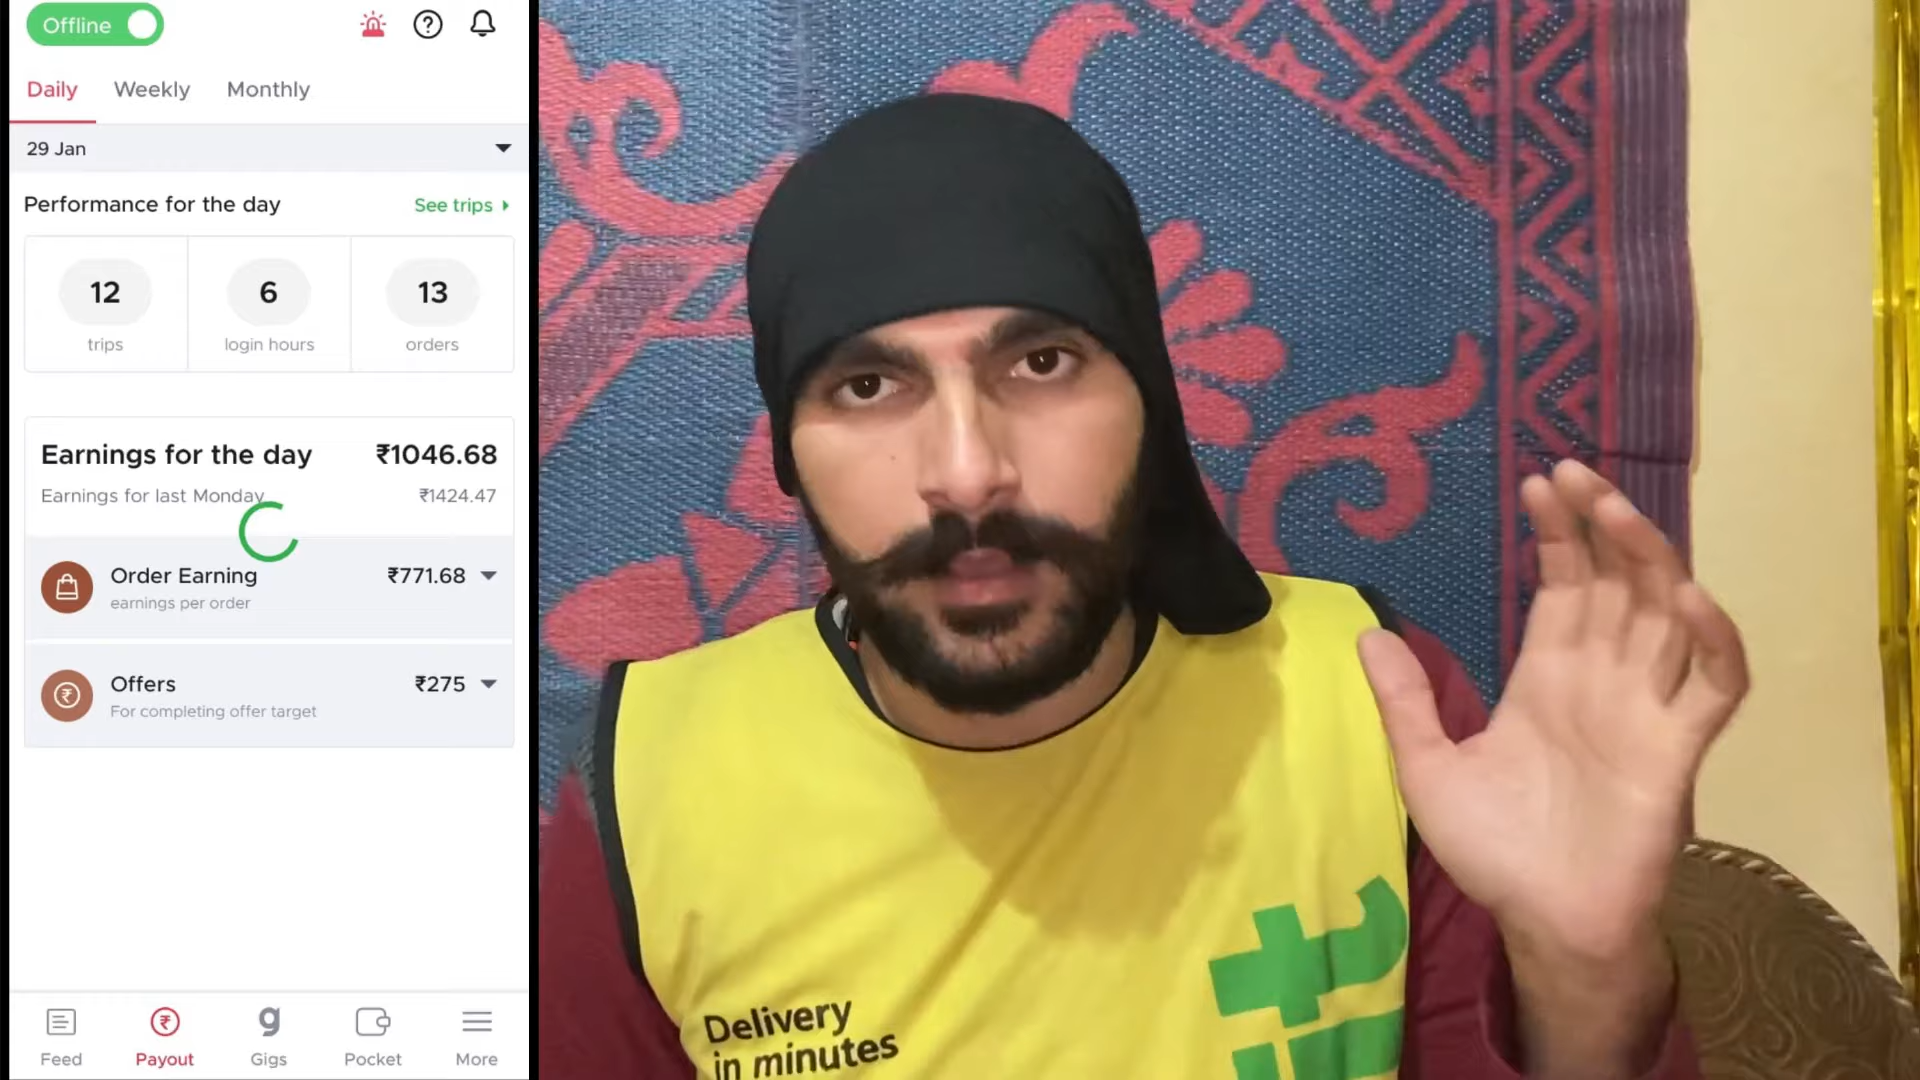 Offline
Daily Weekly Monthly
29 Jan
Performance for the day See trips
12 6 13
trips login hours orders
Earnings for the day ₹1046.68
Earnings for last Monday ₹1424.47
Order Earning ₹771.68
earnings per order
Offers ₹275
For completing offer target
Feed Payout Gigs Pocket More
Delivery
in minutes